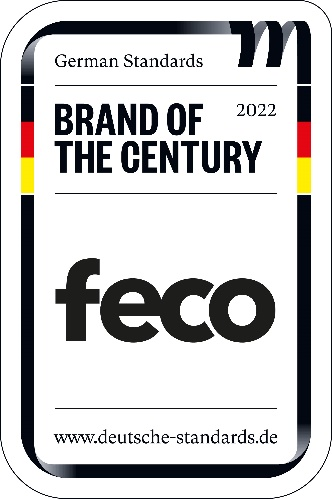 German Standards
2022
BRAND OF
THE CENTURY
feco
www.deutsche-standards.de